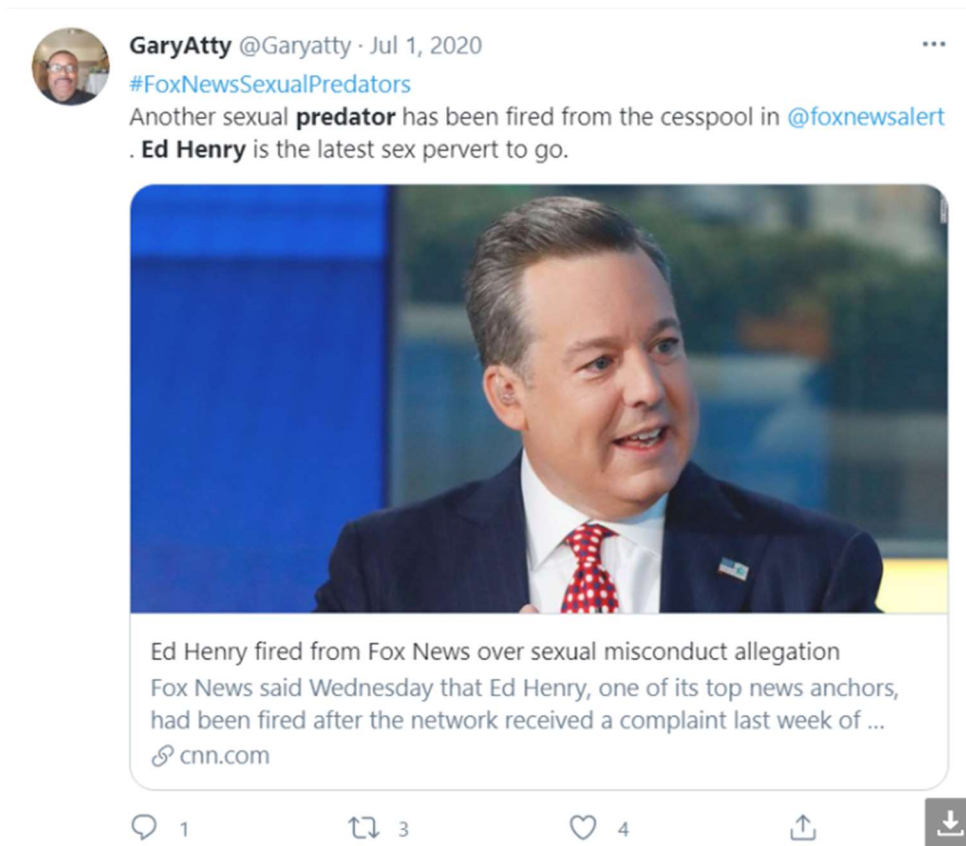 GaryAtty @Garyatty · Jul 1, 2020
#FoxNewsSexualPredators
Another sexual predator has been fired from the cesspool in @foxnewsalert
. Ed Henry is the latest sex pervert to go.
Ed Henry fired from Fox News over sexual misconduct allegation
Fox News said Wednesday that Ed Henry, one of its top news anchors,
had been fired after the network received a complaint last week of ...
cnn.com
1 3 4